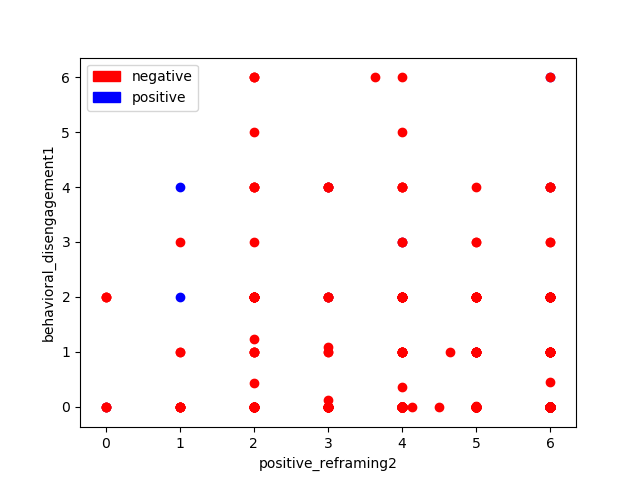 negative
positive
6
5
4
3
2
1
0
behavioral_disengagement1
0 1 2 3 4 5 6
positive_reframing2